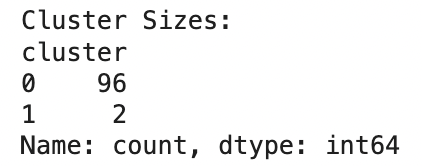 Cluster Sizes:
cluster
0    96
1     2
Name: count, dtype: int64